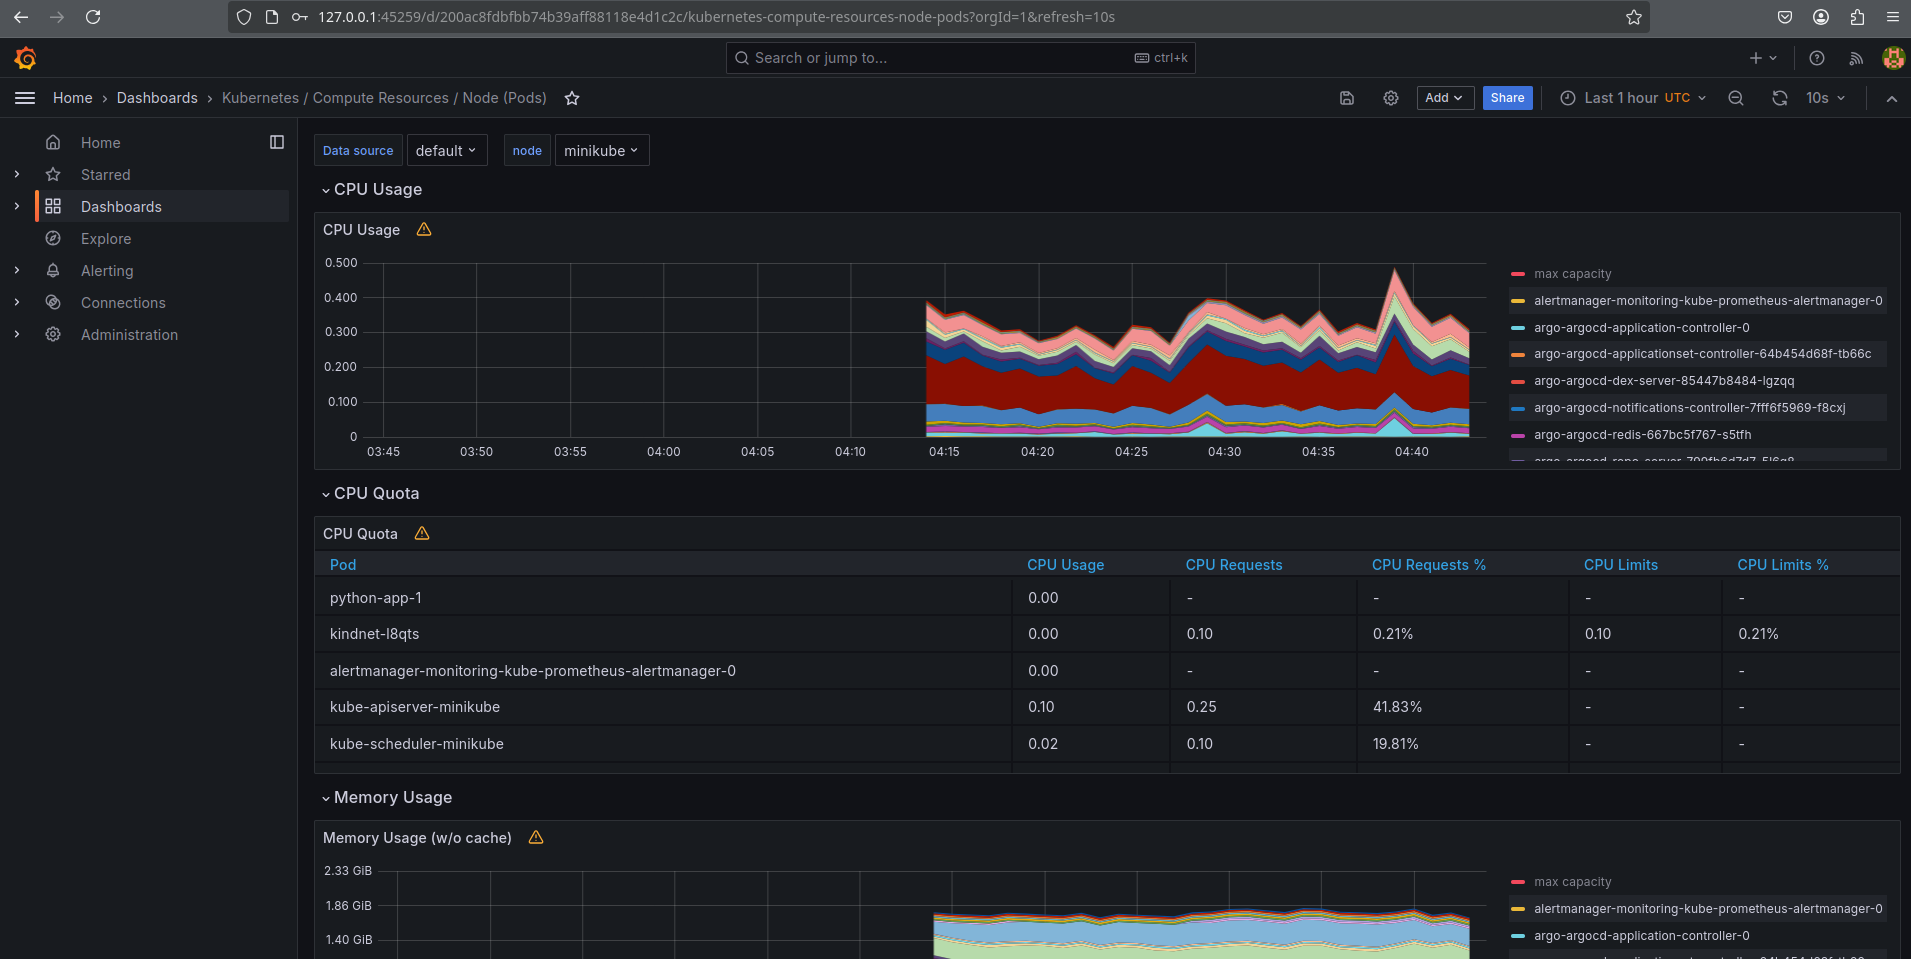 127.0.0.1:45259/d/200ac8fdbfbb74b39aff88118e4d1c2c/kubernetes-compute-resources-node-pods?orgId=1&refresh=10s
Search or jump to... ctrl+k
Home › Dashboards › Kubernetes / Compute Resources / Node (Pods)
Add Share Last 1 hour UTC 10s
Home
Starred
Dashboards
Explore
Alerting
Connections
Administration
Data source default node minikube
CPU Usage
CPU Usage
0.500
0.400
0.300
0.200
0.100
0
03:45 03:50 03:55 04:00 04:05 04:10 04:15 04:20 04:25 04:30 04:35 04:40
max capacity
alertmanager-monitoring-kube-prometheus-alertmanager-0
argo-argocd-application-controller-0
argo-argocd-applicationset-controller-64b454d68f-tb66c
argo-argocd-dex-server-85447b8484-lgzqq
argo-argocd-notifications-controller-7fff6f5969-f8cxj
argo-argocd-redis-667bc5f767-s5tfh
CPU Quota
CPU Quota
Pod CPU Usage CPU Requests CPU Requests % CPU Limits CPU Limits %
python-app-1 0.00 - - - -
kindnet-l8qts 0.00 0.10 0.21% 0.10 0.21%
alertmanager-monitoring-kube-prometheus-alertmanager-0 0.00 - - - -
kube-apiserver-minikube 0.10 0.25 41.83% - -
kube-scheduler-minikube 0.02 0.10 19.81% - -
Memory Usage
Memory Usage (w/o cache)
2.33 GiB
1.86 GiB
1.40 GiB
max capacity
alertmanager-monitoring-kube-prometheus-alertmanager-0
argo-argocd-application-controller-0